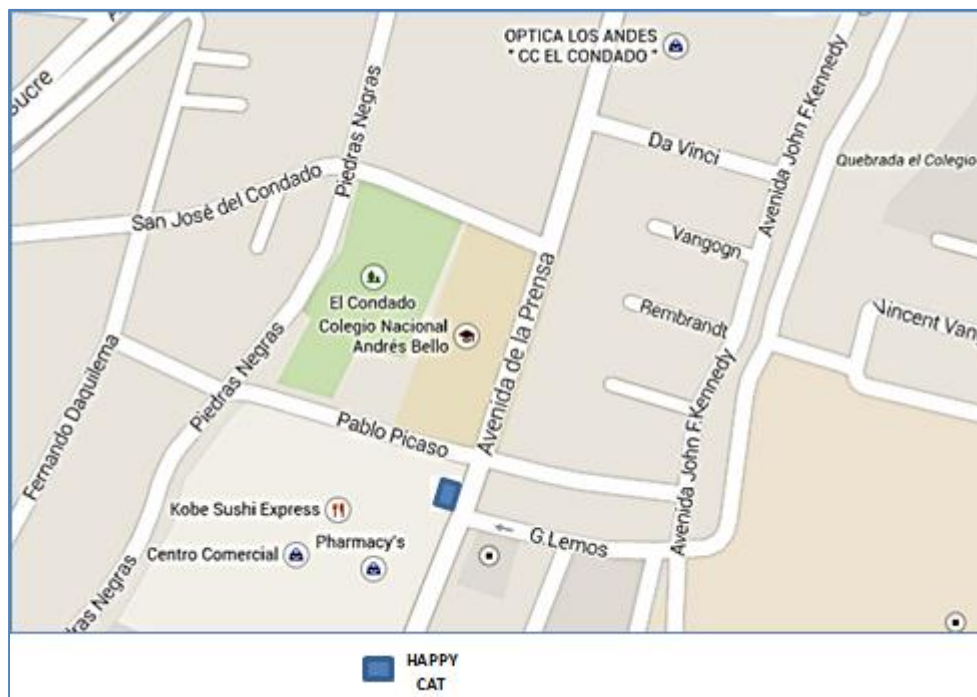 OPTICA LOS ANDES
" CC EL CONDADO "
Sucre
Piedras Negras
Da Vinci
Avenida John F.Kennedy
Quebrada el Colegio
San José del Condado
Vangogn
El Condado
Colegio Nacional
Andrés Bello
Avenida de la Prensa
Rembrandt
Vincent Van
Fernando Daquilema
Piedras Negras
Pablo Picaso
Avenida John F.Kennedy
Kobe Sushi Express
Centro Comercial
Pharmacy's
G.Lemos
Avenida John F.Kennedy
dras Negras
HAPPY
CAT